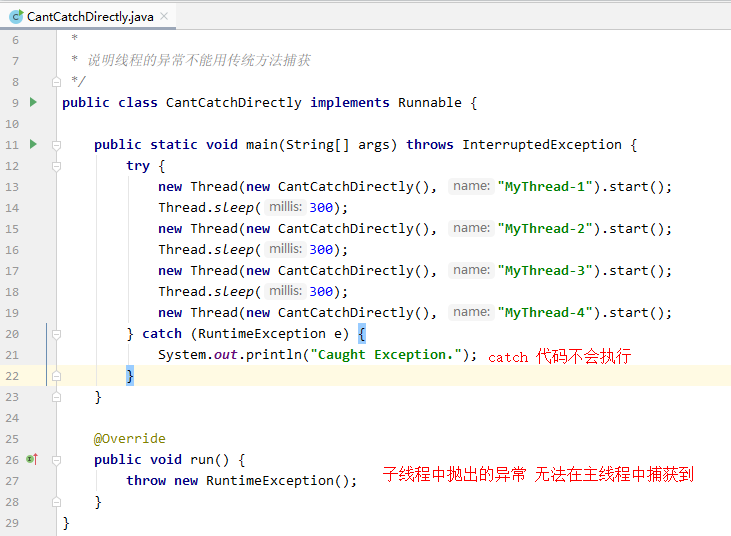 CantCatchDirectly.java
6 *
7 * 说明线程的异常不能用传统方法捕获
8 */
9 public class CantCatchDirectly implements Runnable {
10
11 public static void main(String[] args) throws InterruptedException {
12 try {
13 new Thread(new CantCatchDirectly(), name: "MyThread-1").start();
14 Thread.sleep( millis: 300);
15 new Thread(new CantCatchDirectly(), name: "MyThread-2").start();
16 Thread.sleep( millis: 300);
17 new Thread(new CantCatchDirectly(), name: "MyThread-3").start();
18 Thread.sleep( millis: 300);
19 new Thread(new CantCatchDirectly(), name: "MyThread-4").start();
20 } catch (RuntimeException e) {
21 System.out.println("Caught Exception."); catch 代码不会执行
22 }
23 }
24
25 @Override
26 public void run() {
27 throw new RuntimeException(); 子线程中抛出的异常 无法在主线程中捕获到
28 }
29 }